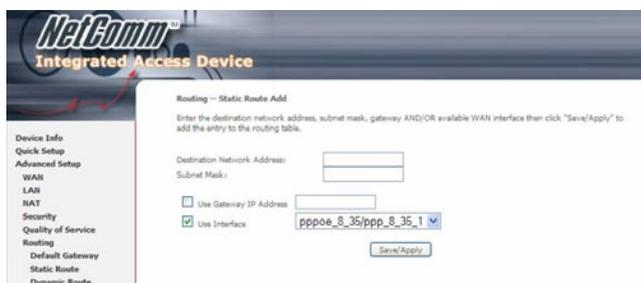 NetComm™
Integrated Access Device
Routing -- Static Route Add
Enter the destination network address, subnet mask, gateway AND/OR available WAN interface then click "Save/Apply" to
add the entry to the routing table.
Destination Network Address:
Subnet Mask:
Use Gateway IP Address
Use Interface pppoe_8_35/ppp_8_35_1
Save/Apply
Device Info
Quick Setup
Advanced Setup
WAN
LAN
NAT
Security
Quality of Service
Routing
Default Gateway
Static Route
Dynamic Route